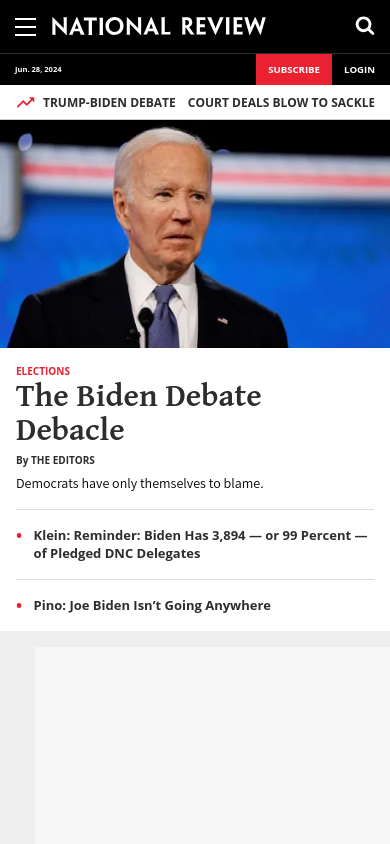 NATIONAL REVIEW
Jun. 28, 2024
SUBSCRIBE
LOGIN
TRUMP-BIDEN DEBATE
COURT DEALS BLOW TO SACKLE
ELECTIONS
The Biden Debate
Debacle
By THE EDITORS
Democrats have only themselves to blame.
• Klein: Reminder: Biden Has 3,894 — or 99 Percent —
of Pledged DNC Delegates
• Pino: Joe Biden Isn’t Going Anywhere